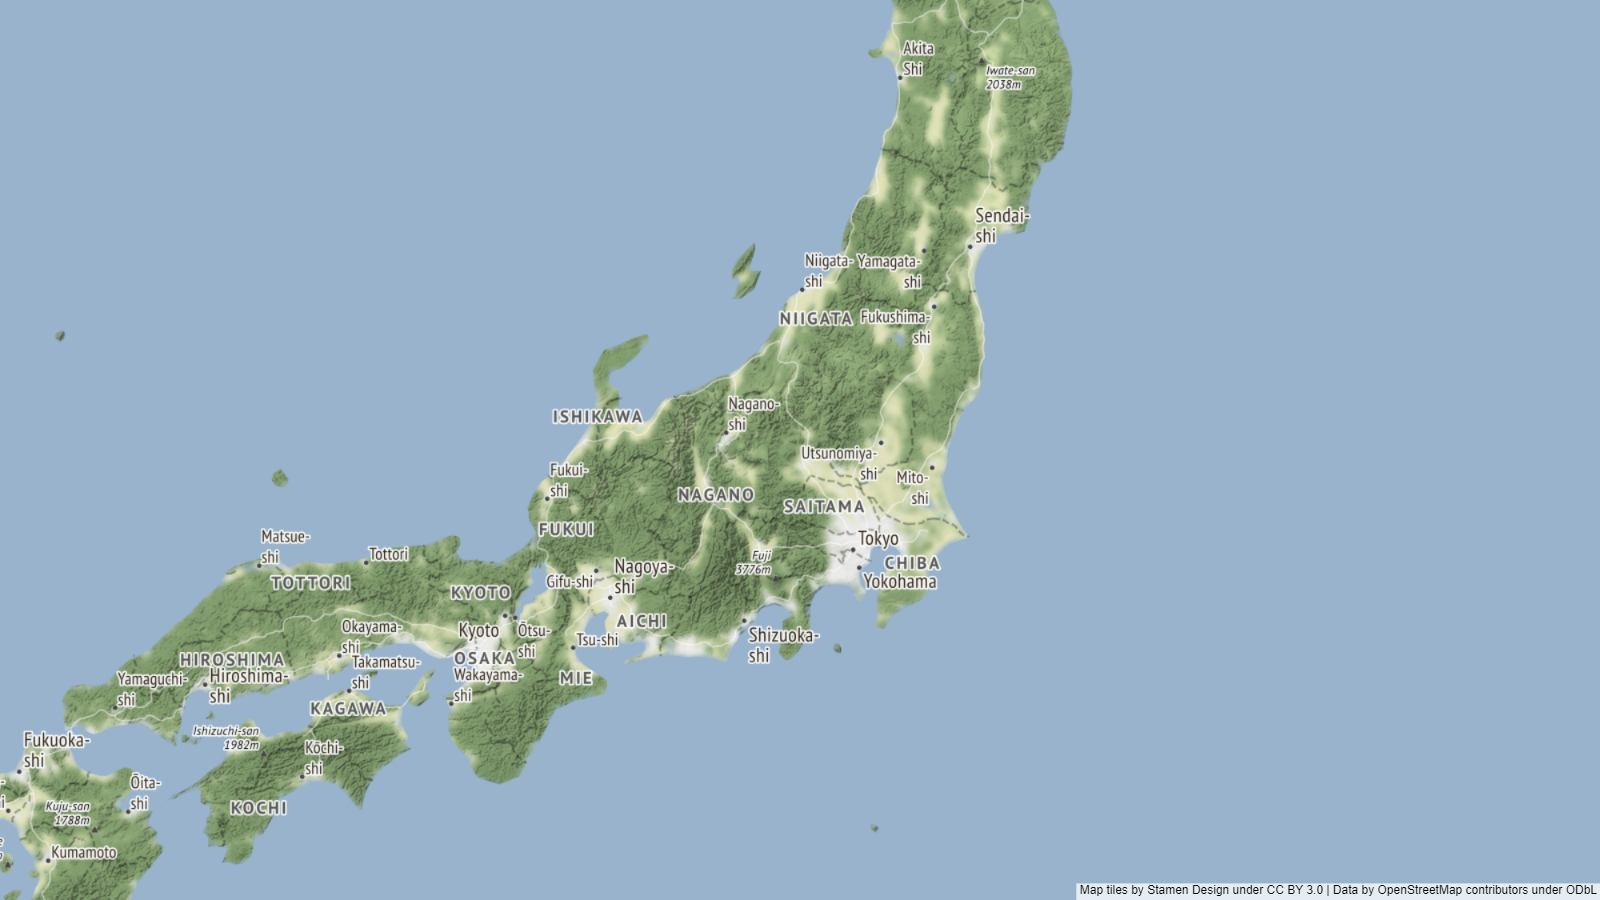 Akita
Shi
Iwate-san
2038m
Sendai-
shi
Niigata-
shi
Yamagata-
shi
NIIGATA
Fukushima-
shi
ISHIKAWA
Nagano-
shi
Utsunomiya-
shi
Mito-
shi
Fukui-
shi
NAGANO
SAITAMA
FUKUI
Matsue-
shi
Tottori
Tokyo
Fuji
3776m
CHIBA
Yokohama
TOTTORI
Gifu-shi
Nagoya-
shi
KYOTO
AICHI
Kyoto
Ōtsu-
shi
Okayama-
shi
Tsu-shi
Shizuoka-
shi
HIROSHIMA
Takamatsu-
shi
OSAKA
Wakayama-
shi
MIE
Yamaguchi-
shi
Hiroshima-
shi
KAGAWA
Ishizuchi-san
1982m
Fukuoka-
shi
Kōchi-
shi
Ōita-
shi
Kuju-san
1788m
KOCHI
Kumamoto
Map tiles by Stamen Design under CC BY 3.0 | Data by OpenStreetMap contributors under ODbL